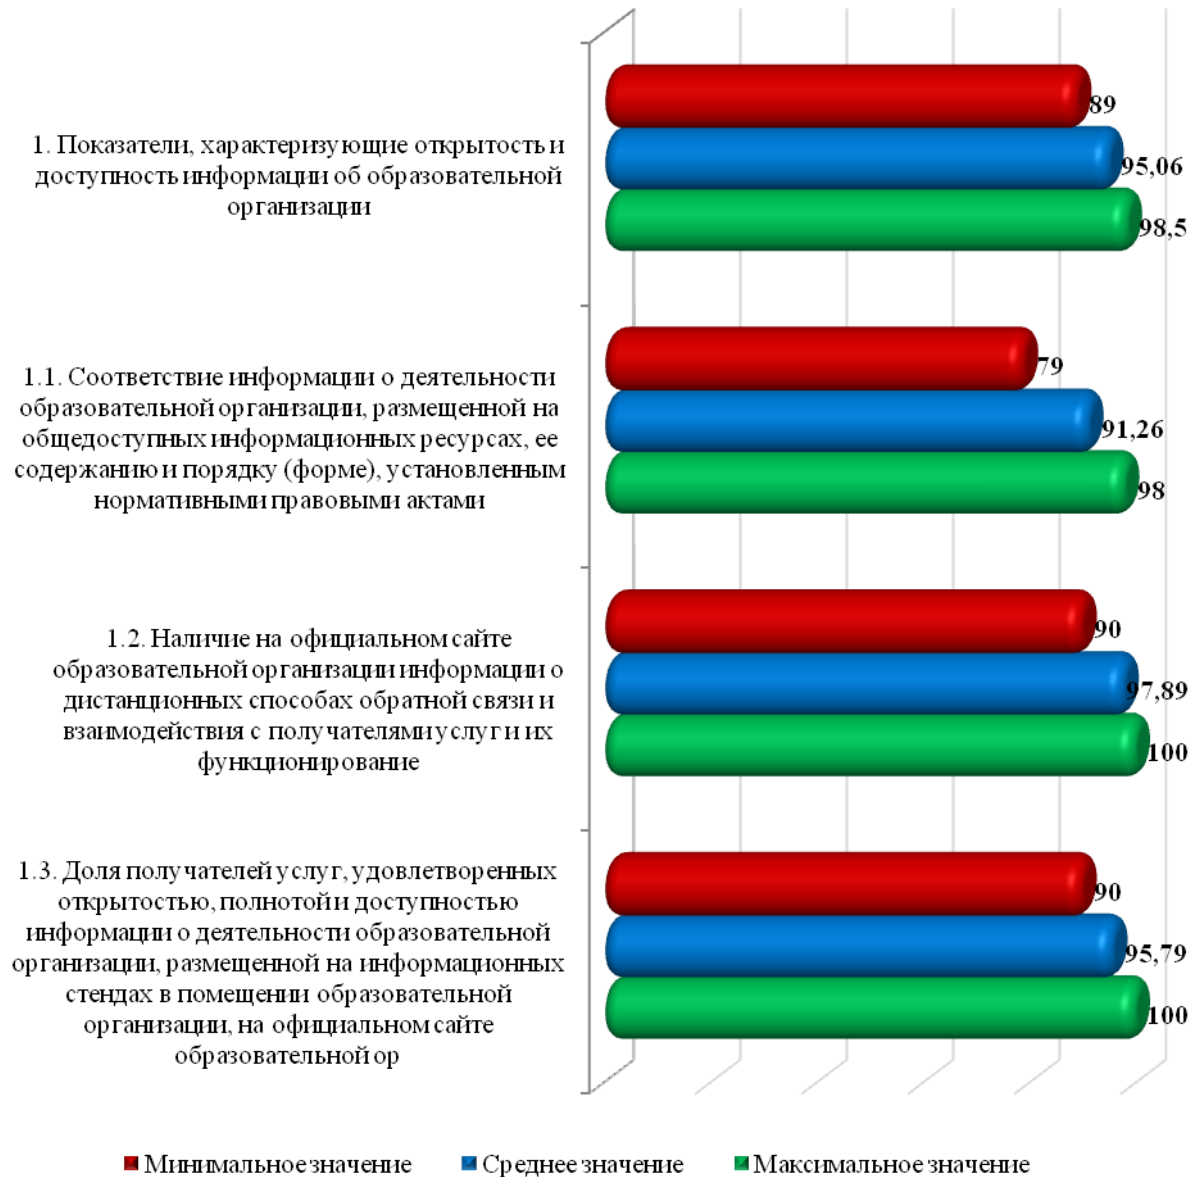 1. Показатели, характеризующие открытость и
доступность информации об образовательной
организации
89
95,06
98,5
1.1. Соответствие информации о деятельности
образовательной организации, размещенной на
общедоступных информационных ресурсах, ее
содержанию и порядку (форме), установленным
нормативными правовыми актами
79
91,26
98
1.2. Наличие на официальном сайте
образовательной организации информации о
дистанционных способах обратной связи и
взаимодействия с получателями услуг и их
функционирование
90
97,89
100
1.3. Доля получателей услуг, удовлетворенных
открытостью, полнотой и доступностью
информации о деятельности образовательной
организации, размещенной на информационных
стендах в помещении образовательной
организации, на официальном сайте
образовательной ор
90
95,79
100
Минимальное значение Среднее значение Максимальное значение